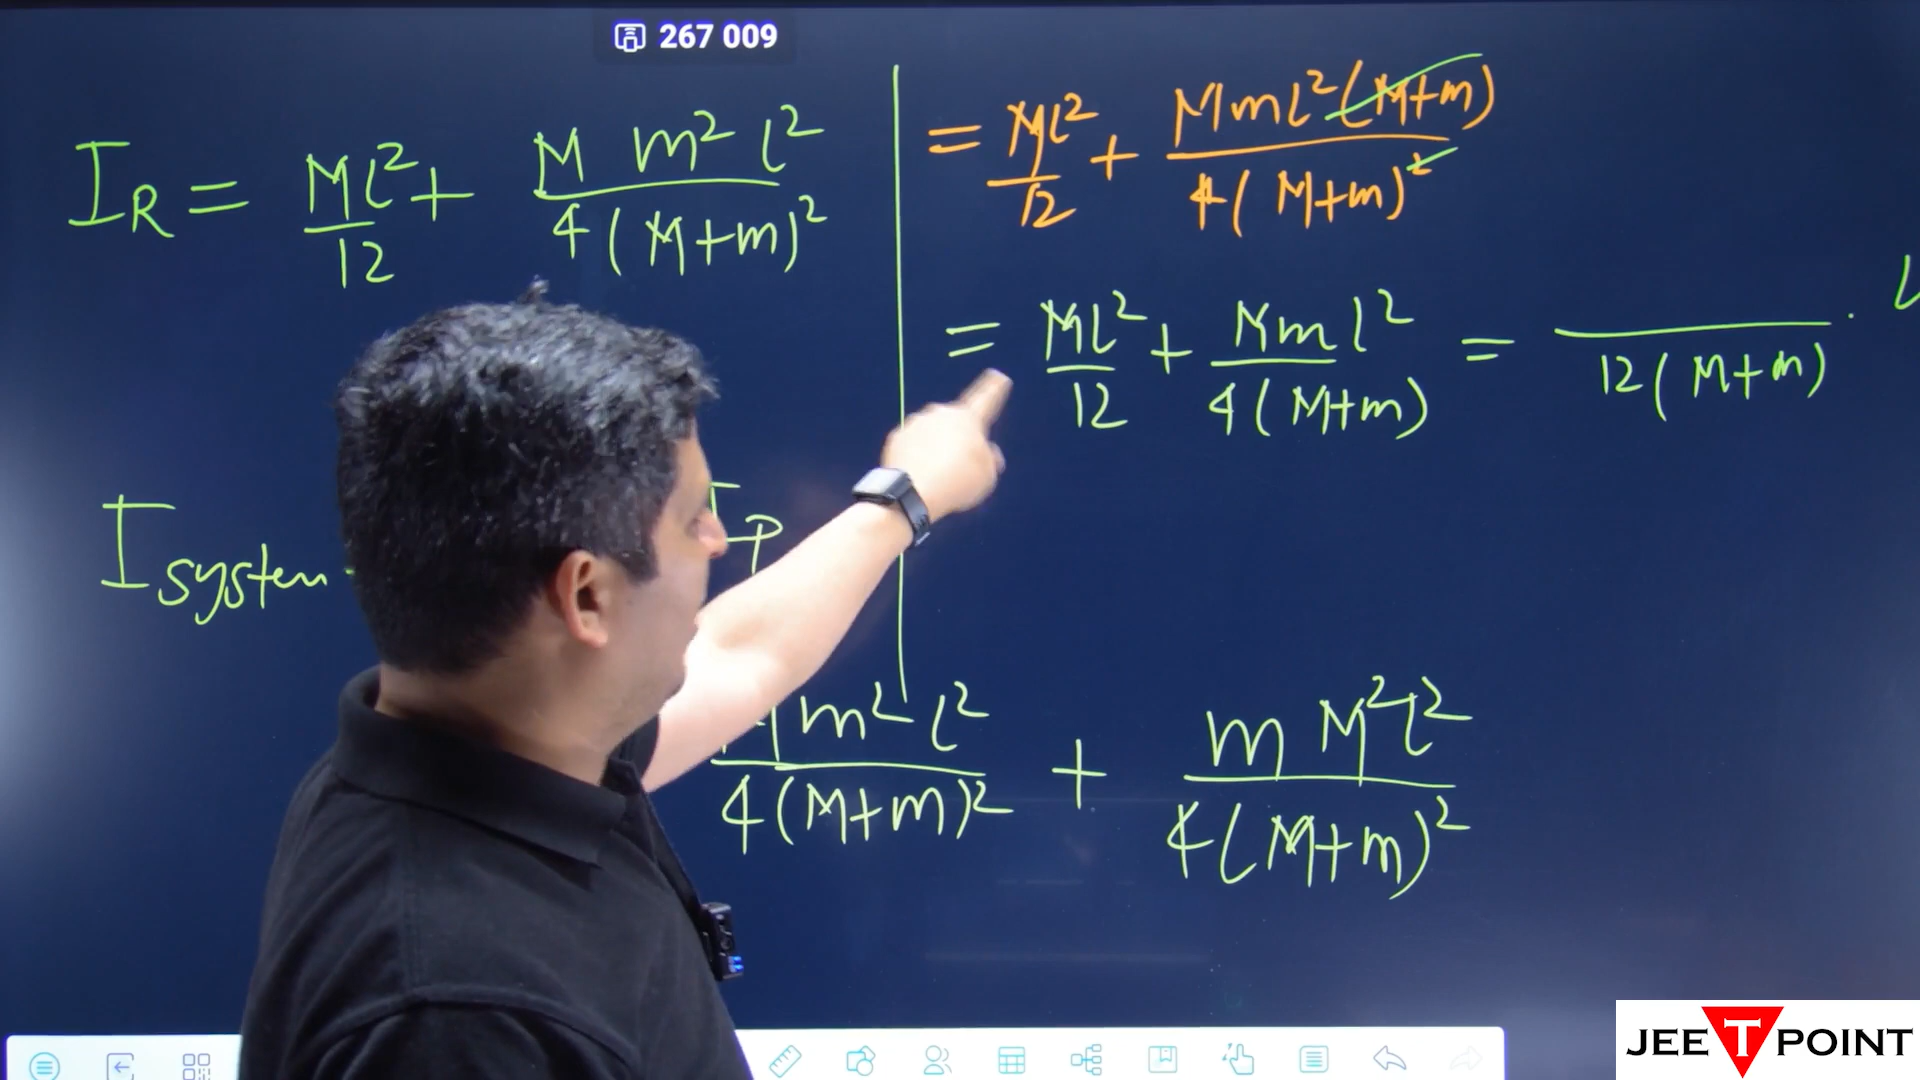 267 009
I_R = Ml²/12 + M m² l²/4(M+m)²
= Ml²/12 + Mml²(M+m)/4(M+m)²
= Ml²/12 + Mml²/4(M+m) = /12(M+m)
I_system
I_P
m² l²/4(M+m)² + m M² l²/4(M+m)²
JEE T POINT